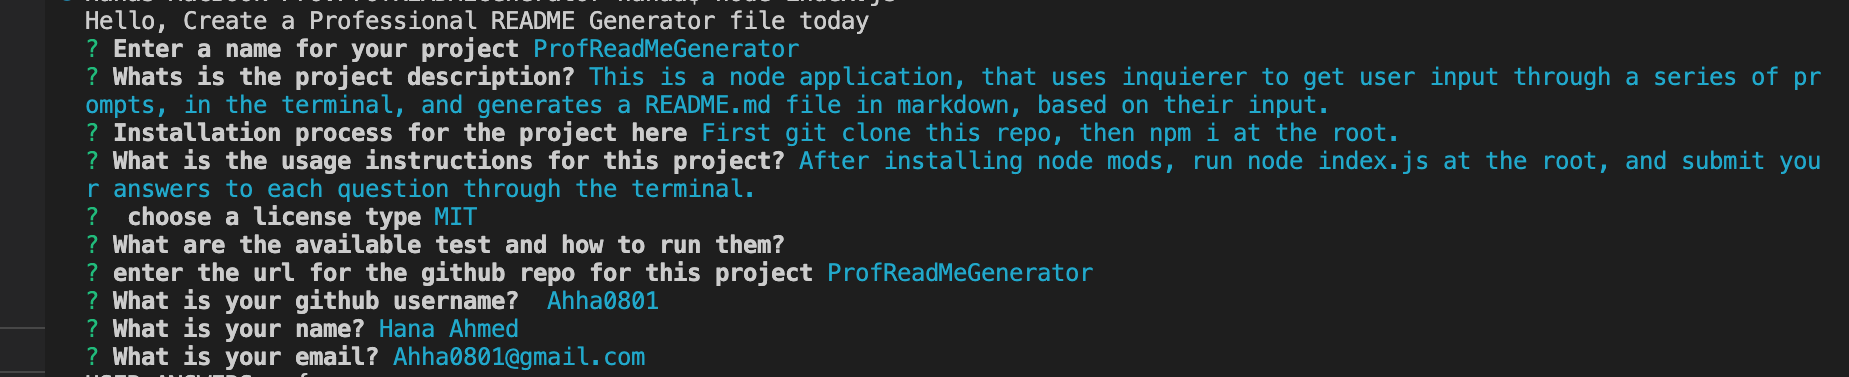 Hello, Create a Professional README Generator file today
? Enter a name for your project ProfReadMeGenerator
? Whats is the project description? This is a node application, that uses inquierer to get user input through a series of pr
ompts, in the terminal, and generates a README.md file in markdown, based on their input.
? Installation process for the project here First git clone this repo, then npm i at the root.
? What is the usage instructions for this project? After installing node mods, run node index.js at the root, and submit you
r answers to each question through the terminal.
?  choose a license type MIT
? What are the available test and how to run them?
? enter the url for the github repo for this project ProfReadMeGenerator
? What is your github username?  Ahha0801
? What is your name? Hana Ahmed
? What is your email? Ahha0801@gmail.com